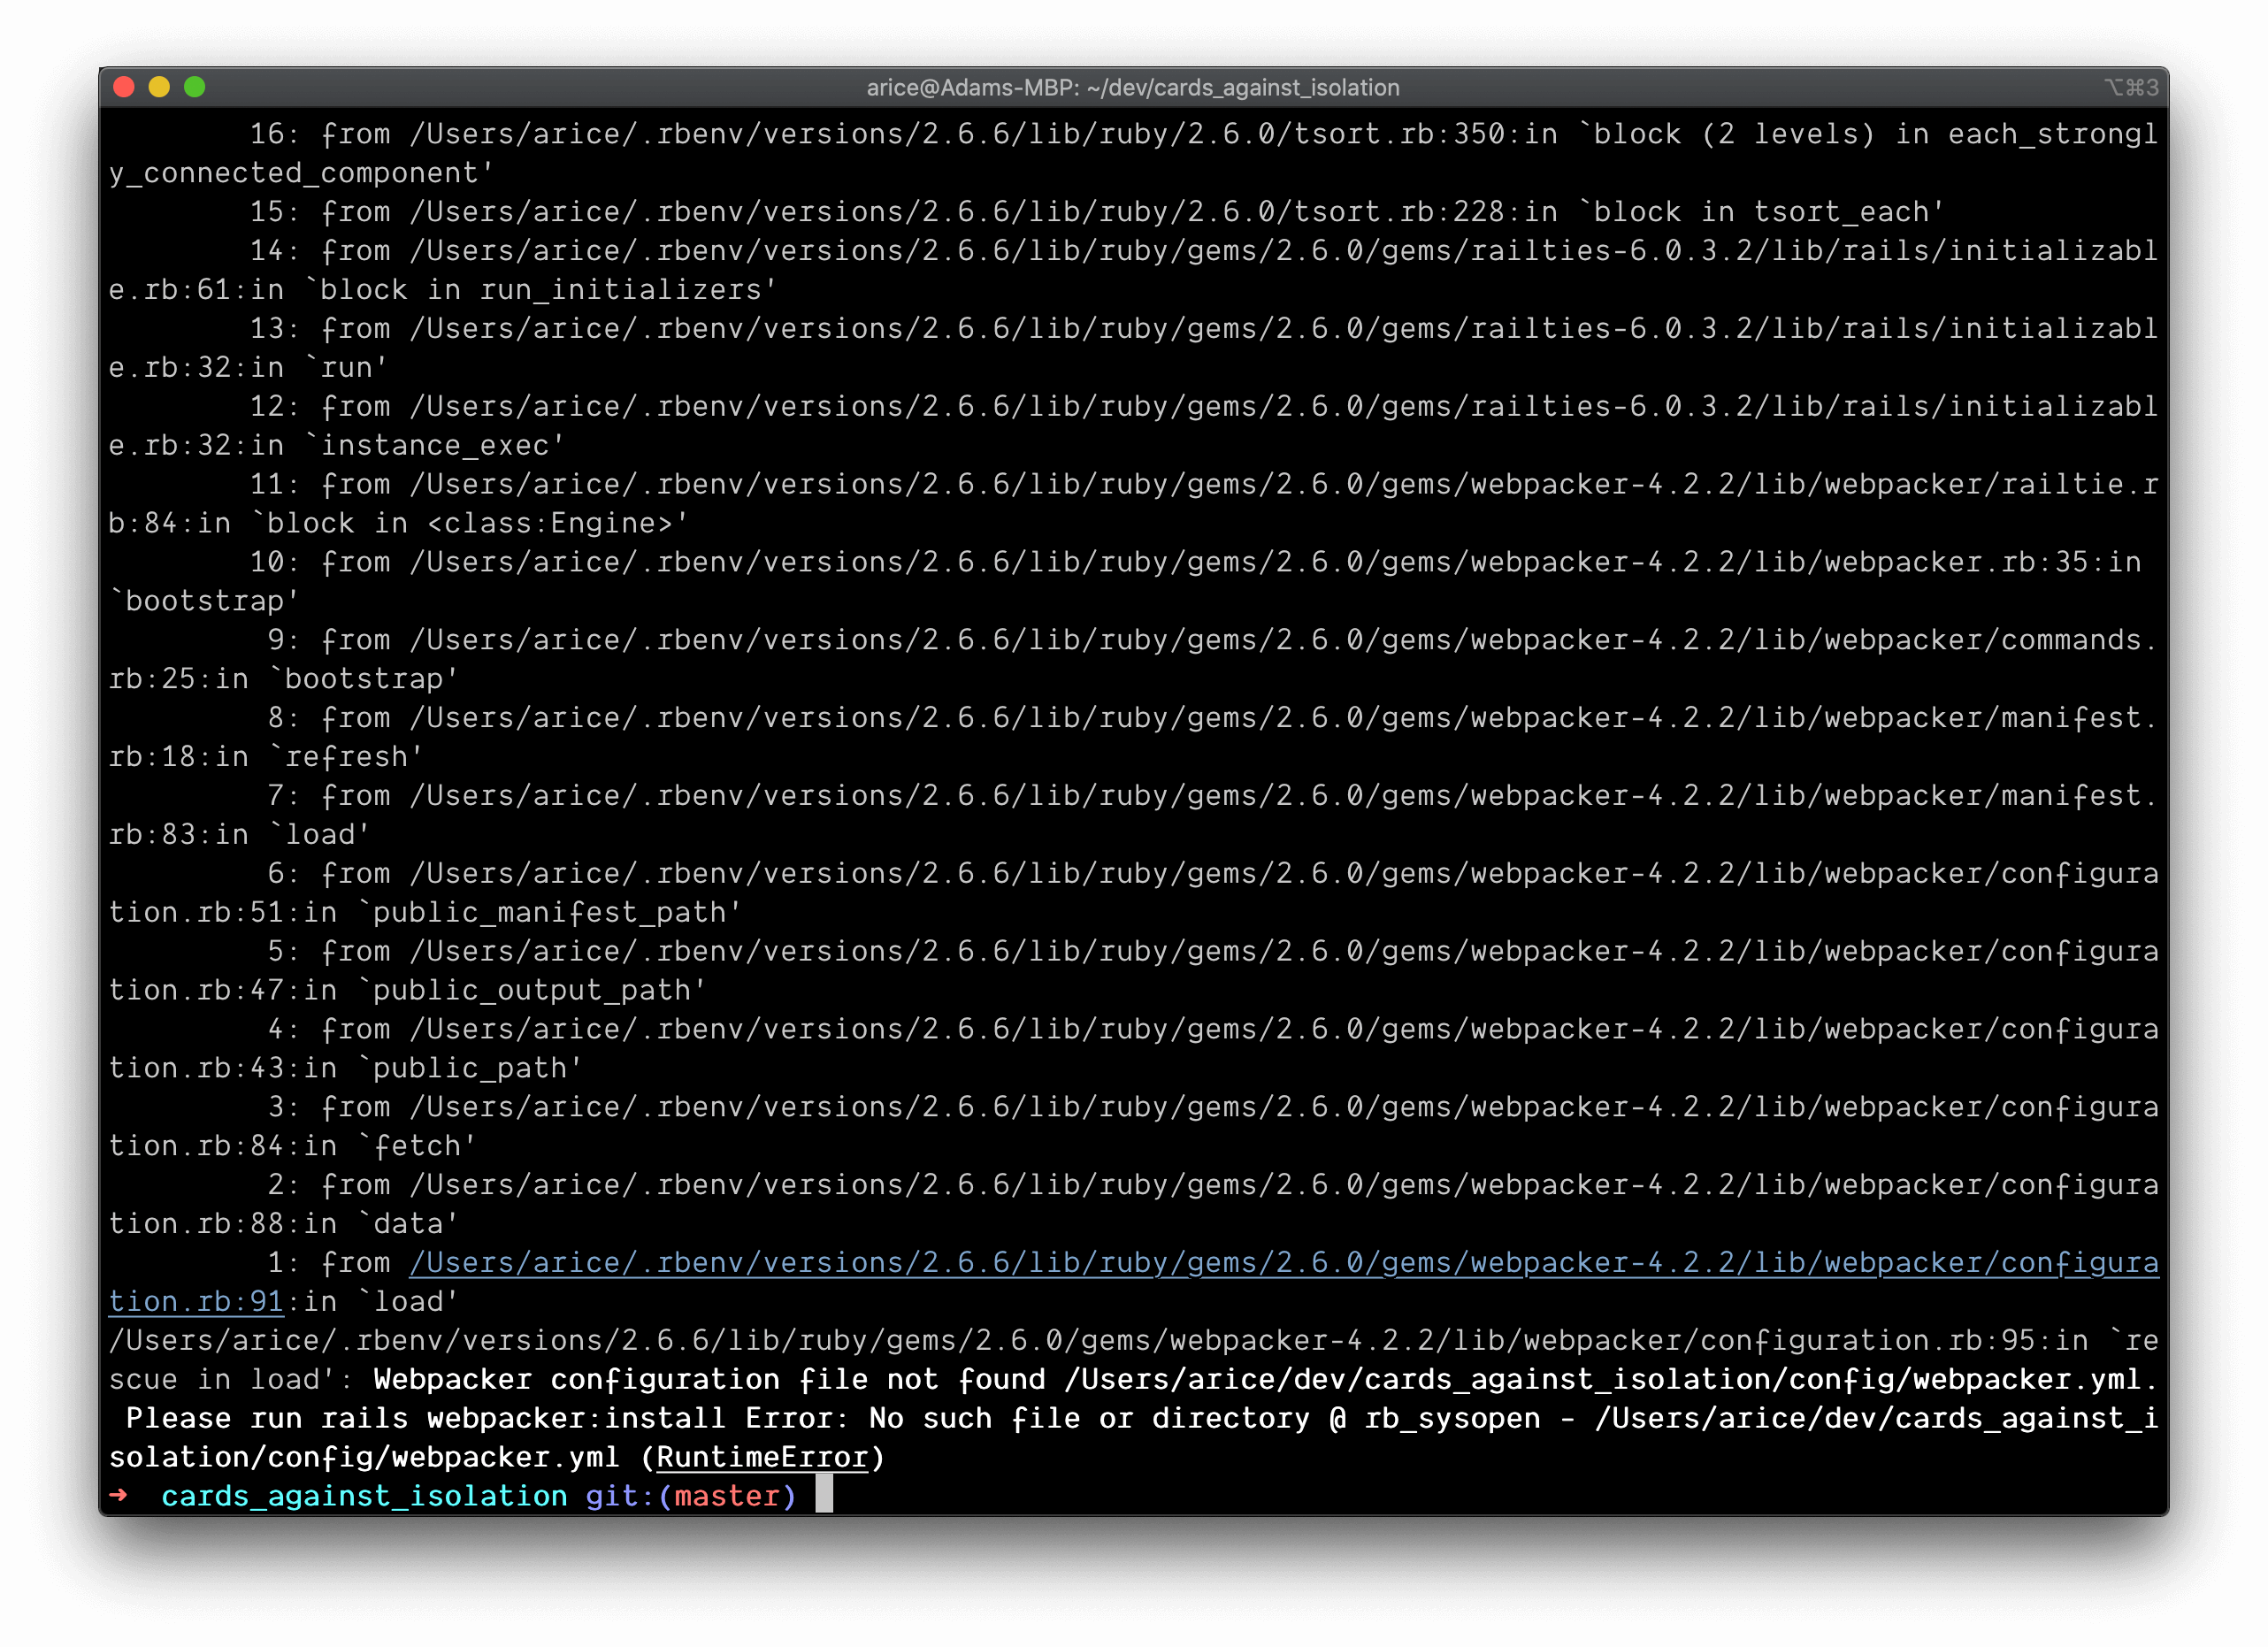 arice@Adams-MBP: ~/dev/cards_against_isolation
⌥⌘3
16: from /Users/arice/.rbenv/versions/2.6.6/lib/ruby/2.6.0/tsort.rb:350:in `block (2 levels) in each_strongl
y_connected_component'
15: from /Users/arice/.rbenv/versions/2.6.6/lib/ruby/2.6.0/tsort.rb:228:in `block in tsort_each'
14: from /Users/arice/.rbenv/versions/2.6.6/lib/ruby/gems/2.6.0/gems/railties-6.0.3.2/lib/rails/initializabl
e.rb:61:in `block in run_initializers'
13: from /Users/arice/.rbenv/versions/2.6.6/lib/ruby/gems/2.6.0/gems/railties-6.0.3.2/lib/rails/initializabl
e.rb:32:in `run'
12: from /Users/arice/.rbenv/versions/2.6.6/lib/ruby/gems/2.6.0/gems/railties-6.0.3.2/lib/rails/initializabl
e.rb:32:in `instance_exec'
11: from /Users/arice/.rbenv/versions/2.6.6/lib/ruby/gems/2.6.0/gems/webpacker-4.2.2/lib/webpacker/railtie.r
b:84:in `block in <class:Engine>'
10: from /Users/arice/.rbenv/versions/2.6.6/lib/ruby/gems/2.6.0/gems/webpacker-4.2.2/lib/webpacker.rb:35:in
`bootstrap'
9: from /Users/arice/.rbenv/versions/2.6.6/lib/ruby/gems/2.6.0/gems/webpacker-4.2.2/lib/webpacker/commands.
rb:25:in `bootstrap'
8: from /Users/arice/.rbenv/versions/2.6.6/lib/ruby/gems/2.6.0/gems/webpacker-4.2.2/lib/webpacker/manifest.
rb:18:in `refresh'
7: from /Users/arice/.rbenv/versions/2.6.6/lib/ruby/gems/2.6.0/gems/webpacker-4.2.2/lib/webpacker/manifest.
rb:83:in `load'
6: from /Users/arice/.rbenv/versions/2.6.6/lib/ruby/gems/2.6.0/gems/webpacker-4.2.2/lib/webpacker/configura
tion.rb:51:in `public_manifest_path'
5: from /Users/arice/.rbenv/versions/2.6.6/lib/ruby/gems/2.6.0/gems/webpacker-4.2.2/lib/webpacker/configura
tion.rb:47:in `public_output_path'
4: from /Users/arice/.rbenv/versions/2.6.6/lib/ruby/gems/2.6.0/gems/webpacker-4.2.2/lib/webpacker/configura
tion.rb:43:in `public_path'
3: from /Users/arice/.rbenv/versions/2.6.6/lib/ruby/gems/2.6.0/gems/webpacker-4.2.2/lib/webpacker/configura
tion.rb:84:in `fetch'
2: from /Users/arice/.rbenv/versions/2.6.6/lib/ruby/gems/2.6.0/gems/webpacker-4.2.2/lib/webpacker/configura
tion.rb:88:in `data'
1: from /Users/arice/.rbenv/versions/2.6.6/lib/ruby/gems/2.6.0/gems/webpacker-4.2.2/lib/webpacker/configura
tion.rb:91:in `load'
/Users/arice/.rbenv/versions/2.6.6/lib/ruby/gems/2.6.0/gems/webpacker-4.2.2/lib/webpacker/configuration.rb:95:in `re
scue in load': Webpacker configuration file not found /Users/arice/dev/cards_against_isolation/config/webpacker.yml.
Please run rails webpacker:install Error: No such file or directory @ rb_sysopen - /Users/arice/dev/cards_against_i
solation/config/webpacker.yml (RuntimeError)
➜ cards_against_isolation git:(master)